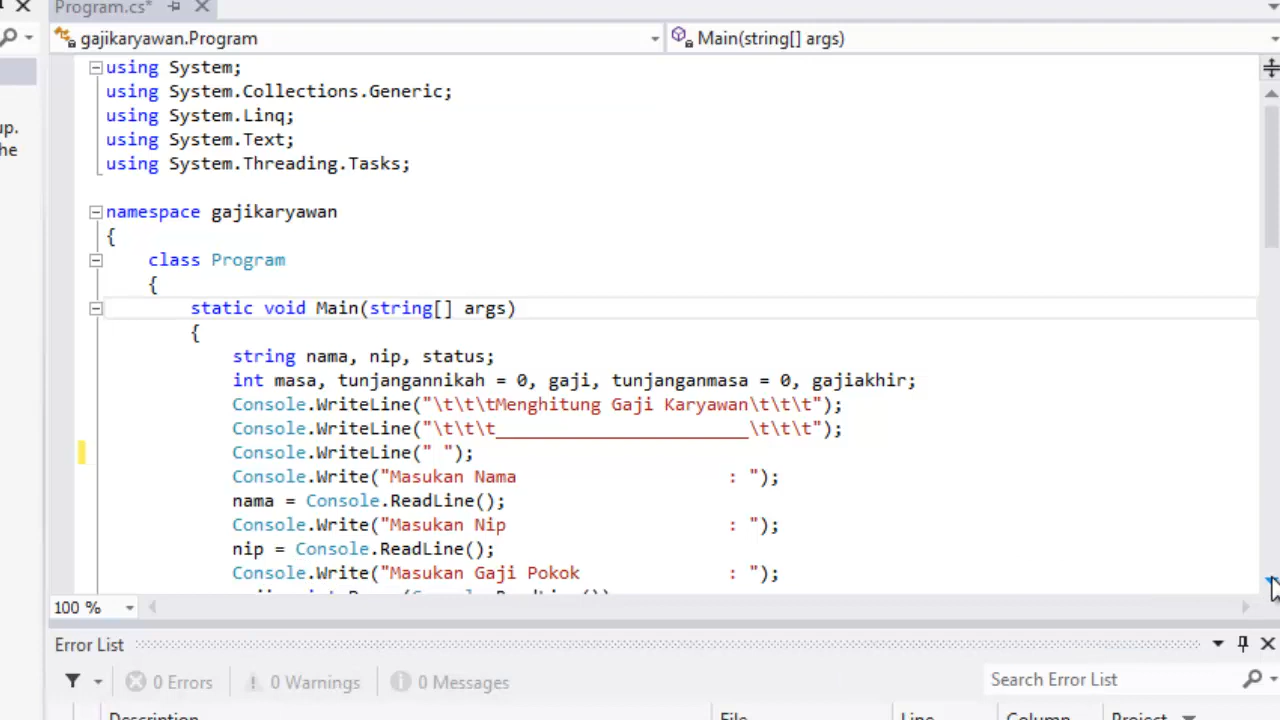 Program.cs*
gajikaryawan.Program
Main(string[] args)
using System;
using System.Collections.Generic;
using System.Linq;
using System.Text;
using System.Threading.Tasks;
up.
he
namespace gajikaryawan
{
class Program
{
static void Main(string[] args)
{
string nama, nip, status;
int masa, tunjangannikah = 0, gaji, tunjanganmasa = 0, gajiakhir;
Console.WriteLine("\t\t\tMenghitung Gaji Karyawan\t\t\t");
Console.WriteLine("\t\t\t________________________\t\t\t");
Console.WriteLine(" ");
Console.Write("Masukan Nama                    : ");
nama = Console.ReadLine();
Console.Write("Masukan Nip                     : ");
nip = Console.ReadLine();
Console.Write("Masukan Gaji Pokok              : ");
100 %
Error List
0 Errors
0 Warnings
0 Messages
Search Error List
Description
File
Line
Column
Project